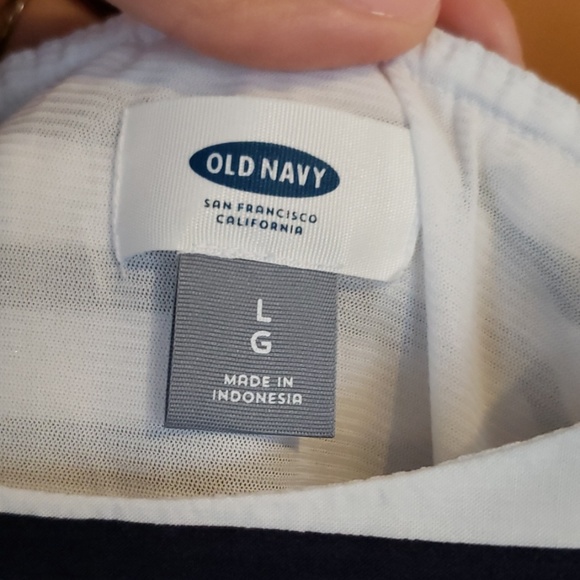 OLD NAVY
SAN FRANCISCO
CALIFORNIA
L
G
MADE IN
INDONESIA